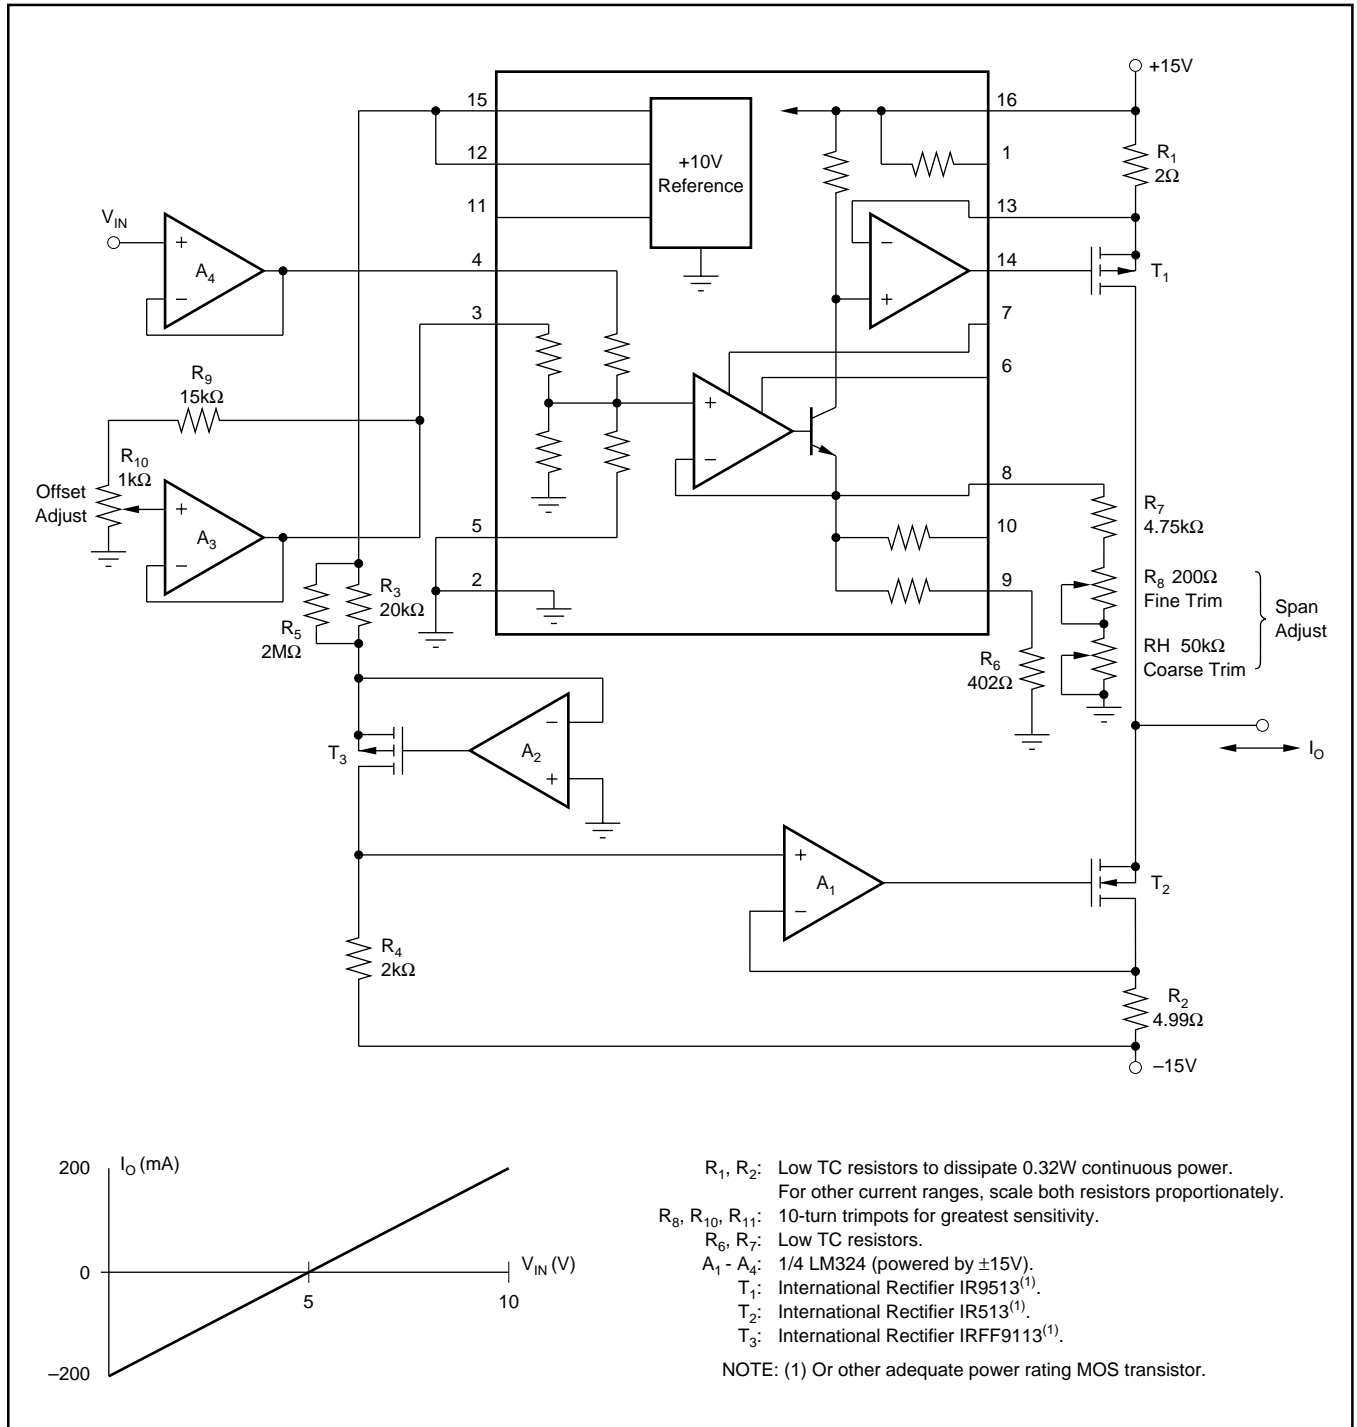 +15V
15
16
12
+10V
Reference
1
R1
2Ω
11
13
VIN
+
−
A4
4
−
+
14
T1
3
7
6
R9
15kΩ
+
−
R10
1kΩ
Offset
Adjust
+
−
A3
8
R7
4.75kΩ
5
10
R8 200Ω
Fine Trim
Span
Adjust
2
9
R3
20kΩ
R5
2MΩ
RH 50kΩ
Coarse Trim
R6
402Ω
T3
−
+
A2
IO
+
−
A1
T2
R4
2kΩ
R2
4.99Ω
–15V
200
IO (mA)
0
VIN (V)
5
10
–200
R1, R2: Low TC resistors to dissipate 0.32W continuous power.
For other current ranges, scale both resistors proportionately.
R8, R10, R11: 10-turn trimpots for greatest sensitivity.
R6, R7: Low TC resistors.
A1 - A4: 1/4 LM324 (powered by ±15V).
T1: International Rectifier IR9513(1).
T2: International Rectifier IR513(1).
T3: International Rectifier IRFF9113(1).
NOTE: (1) Or other adequate power rating MOS transistor.